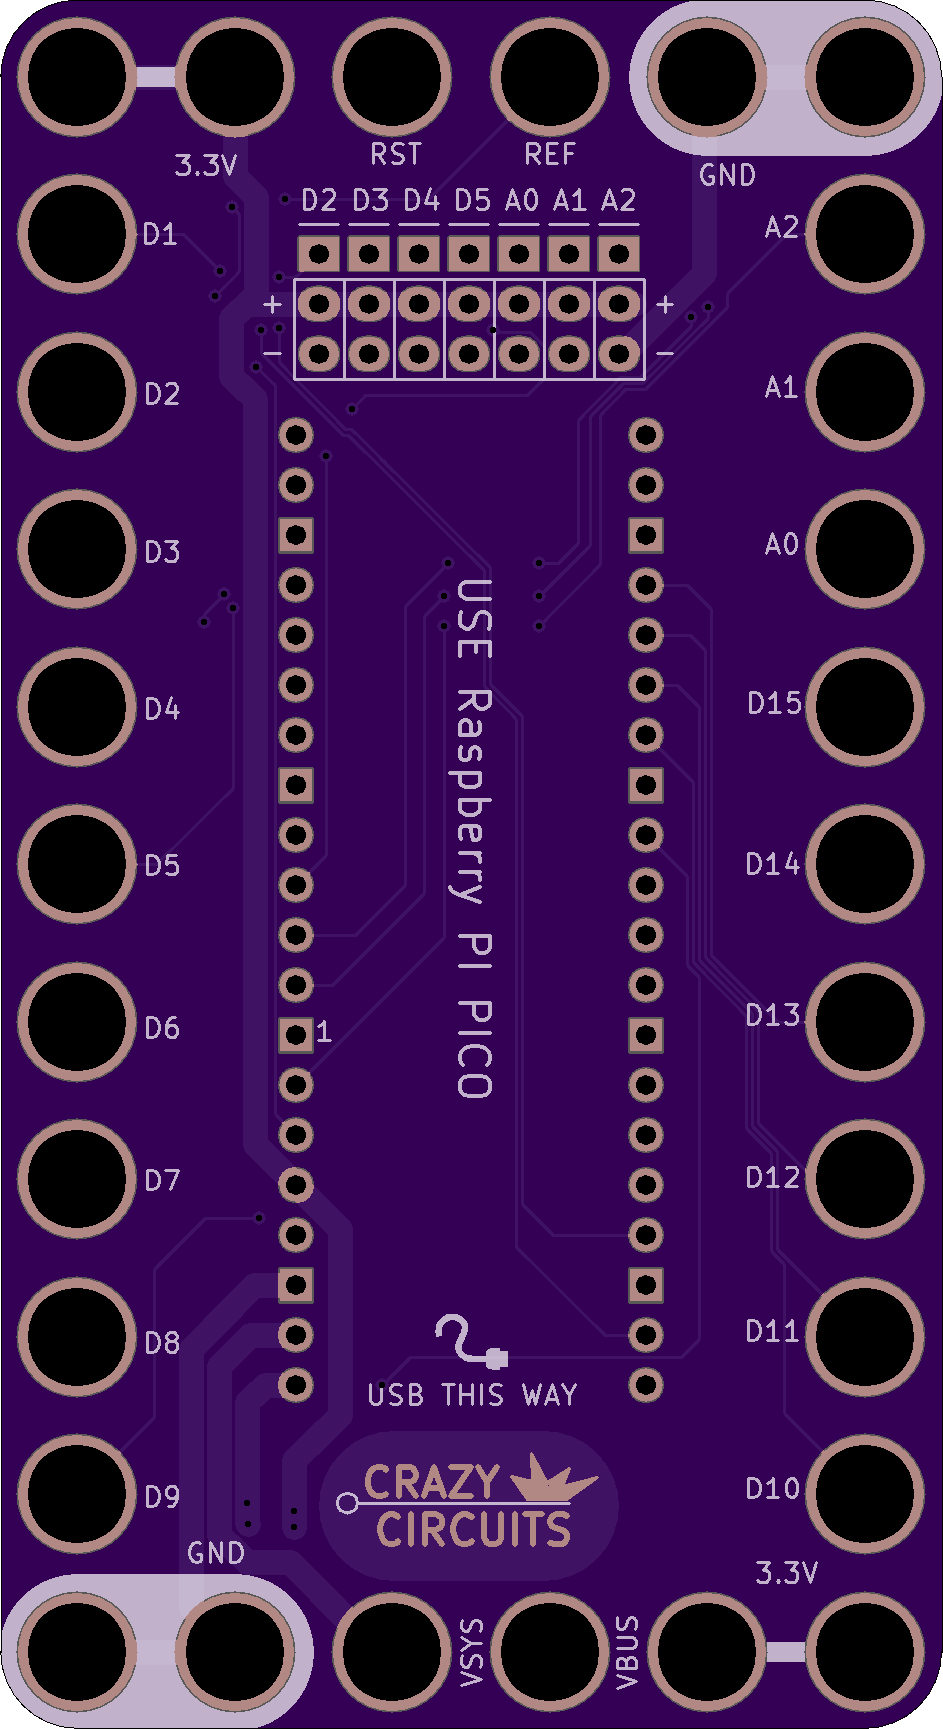 3.3V
RST
REF
GND
D2 D3 D4 D5 A0 A1 A2
+ +
− −
D1
D2
D3
D4
D5
D6
D7
D8
D9
A2
A1
A0
D15
D14
D13
D12
D11
D10
1
USE Raspberry PI PICO
USB THIS WAY
CRAZY
CIRCUITS
GND
VSYS
VBUS
3.3V